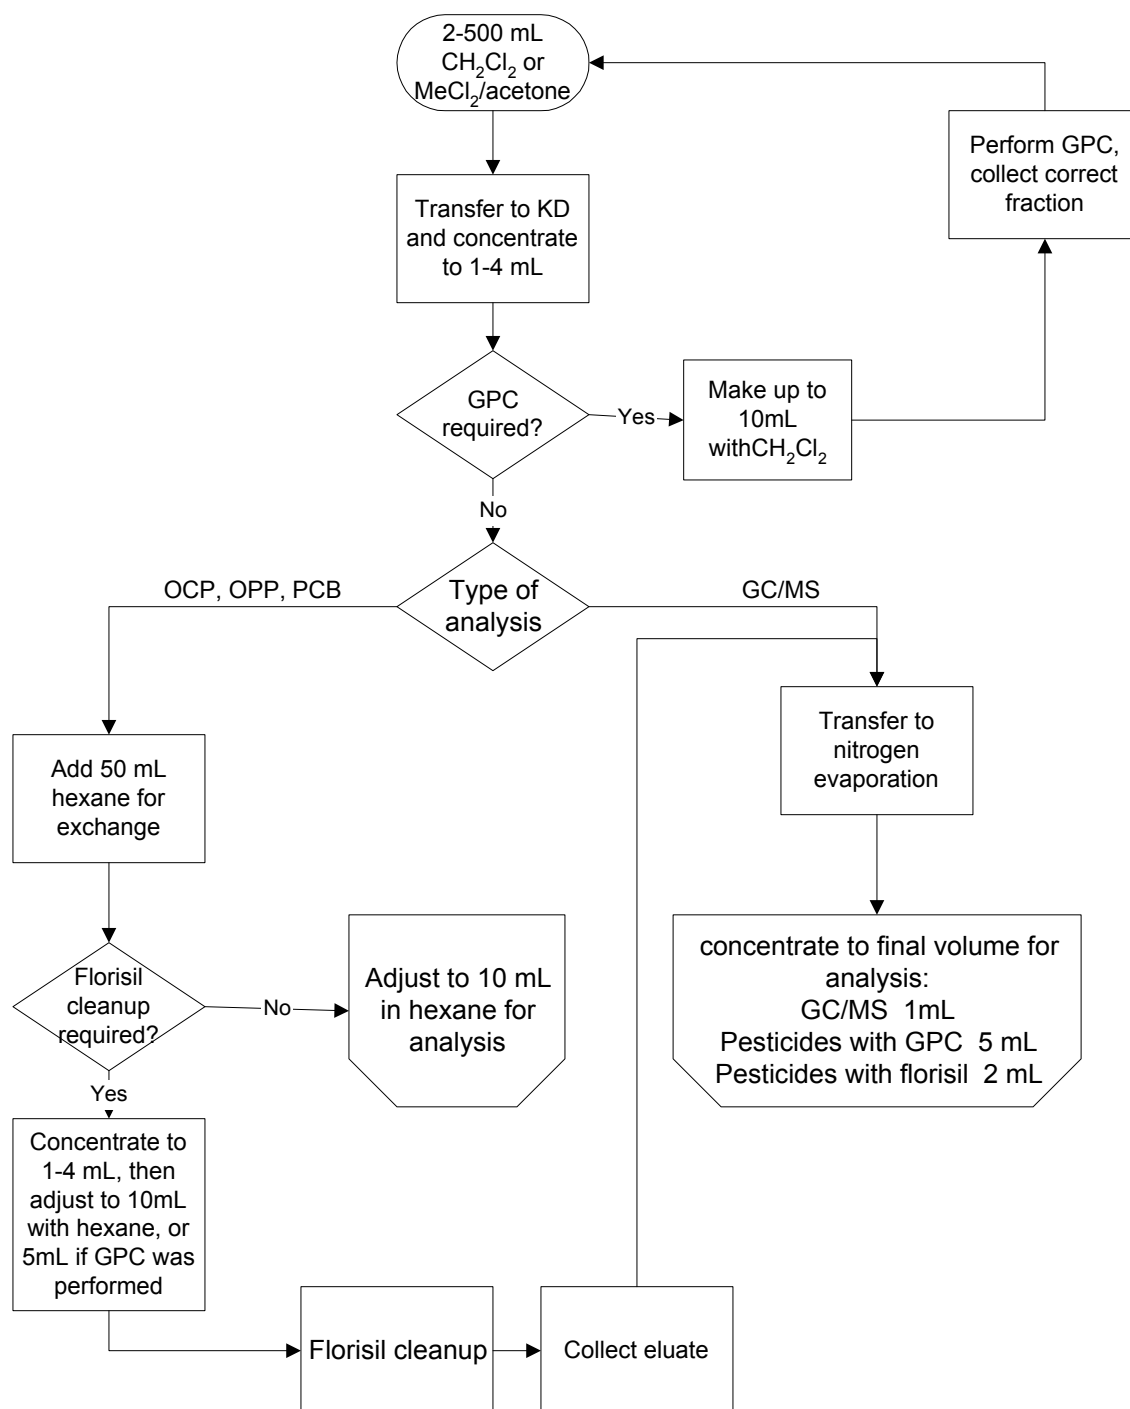 2-500 mL
CH₂Cl₂ or
MeCl₂/acetone
Perform GPC,
collect correct
fraction
Transfer to KD
and concentrate
to 1-4 mL
GPC
required?
Yes
Make up to
10mL
withCH₂Cl₂
No
Type of
analysis
OCP, OPP, PCB
GC/MS
Add 50 mL
hexane for
exchange
Transfer to
nitrogen
evaporation
Florisil
cleanup
required?
No
Adjust to 10 mL
in hexane for
analysis
concentrate to final volume for
analysis:
GC/MS  1mL
Pesticides with GPC  5 mL
Pesticides with florisil  2 mL
Yes
Concentrate to
1-4 mL, then
adjust to 10mL
with hexane, or
5mL if GPC was
performed
Florisil cleanup
Collect eluate